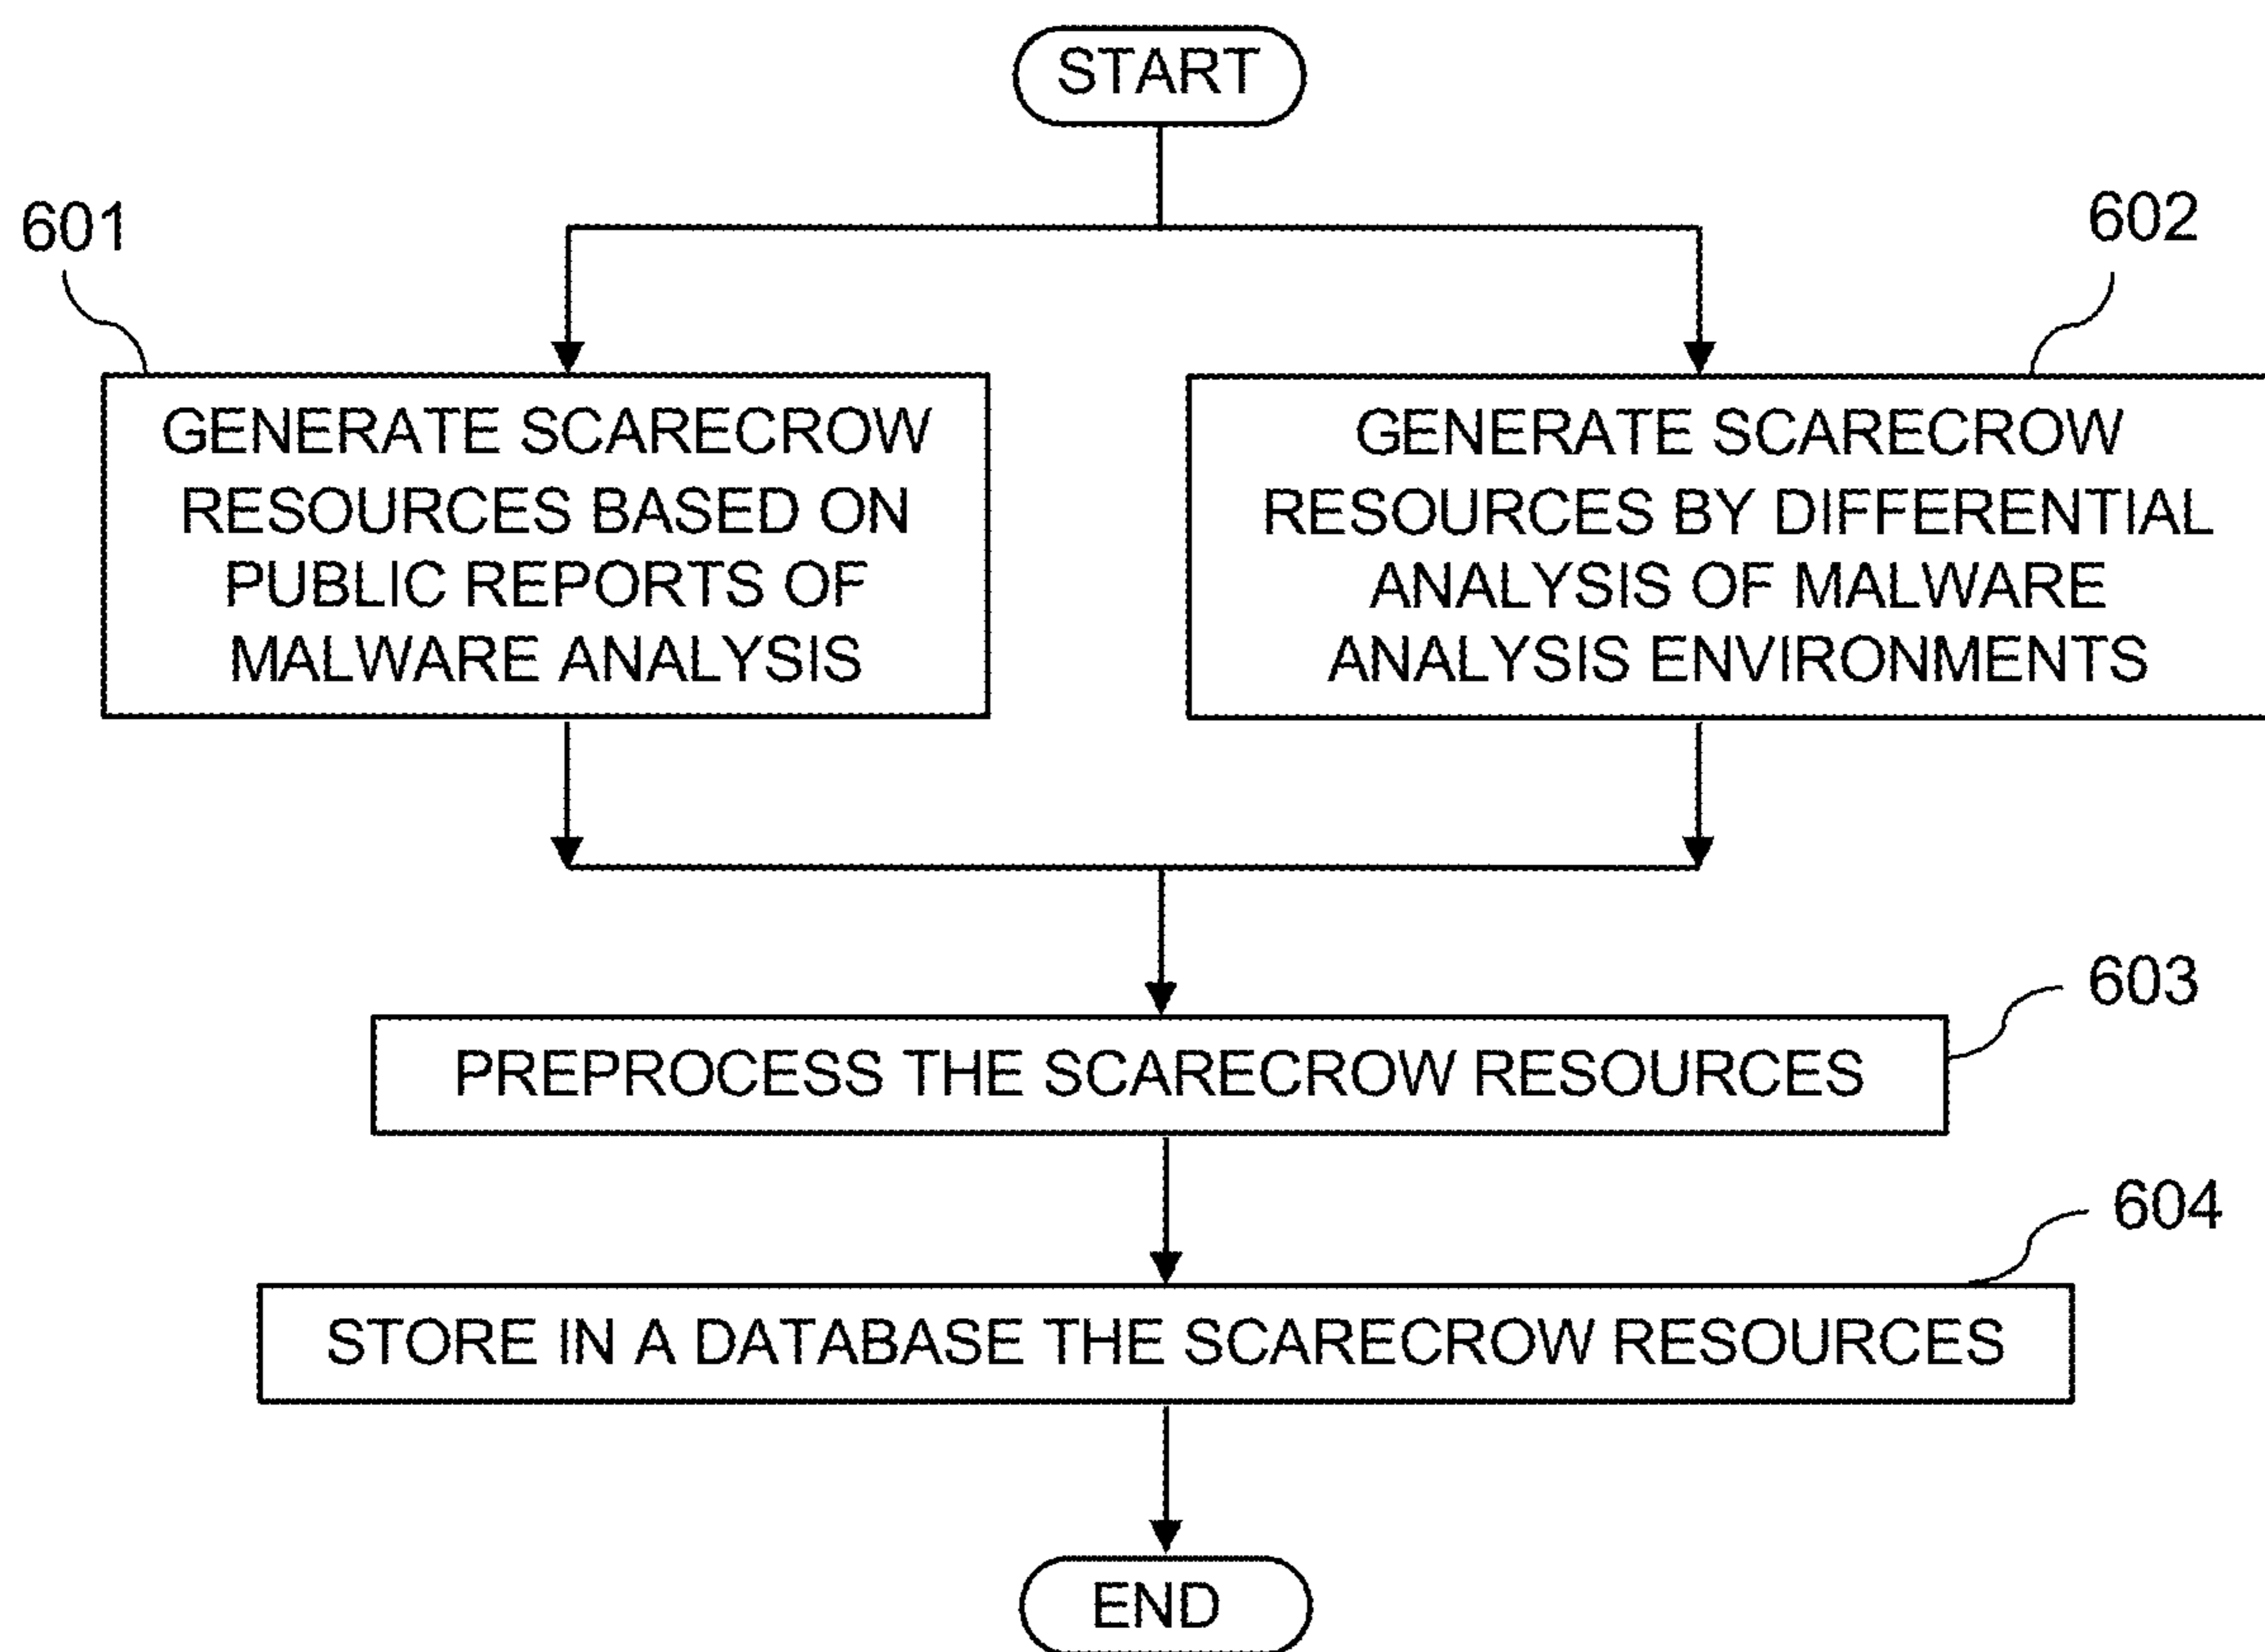 START
601
602
GENERATE SCARECROW
RESOURCES BASED ON
PUBLIC REPORTS OF
MALWARE ANALYSIS
GENERATE SCARECROW
RESOURCES BY DIFFERENTIAL
ANALYSIS OF MALWARE
ANALYSIS ENVIRONMENTS
603
PREPROCESS THE SCARECROW RESOURCES
604
STORE IN A DATABASE THE SCARECROW RESOURCES
END